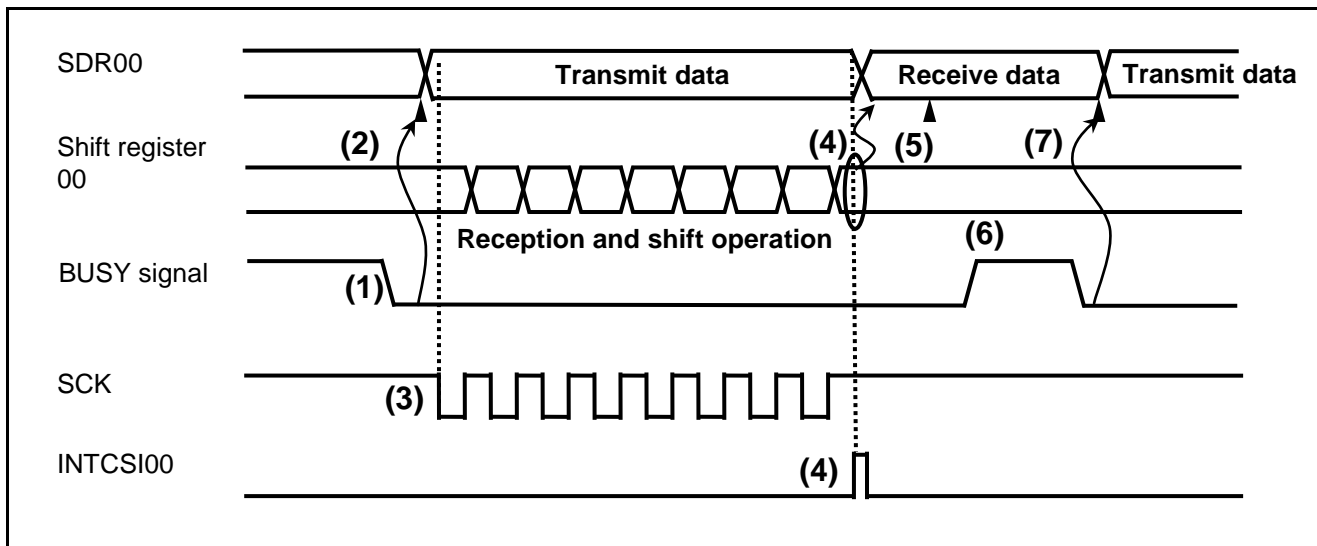 SDR00
Transmit data
Receive data
Transmit data
(2)
(4)
(5)
(7)
Shift register
00
Reception and shift operation
(6)
BUSY signal
(1)
SCK
(3)
INTCSI00
(4)